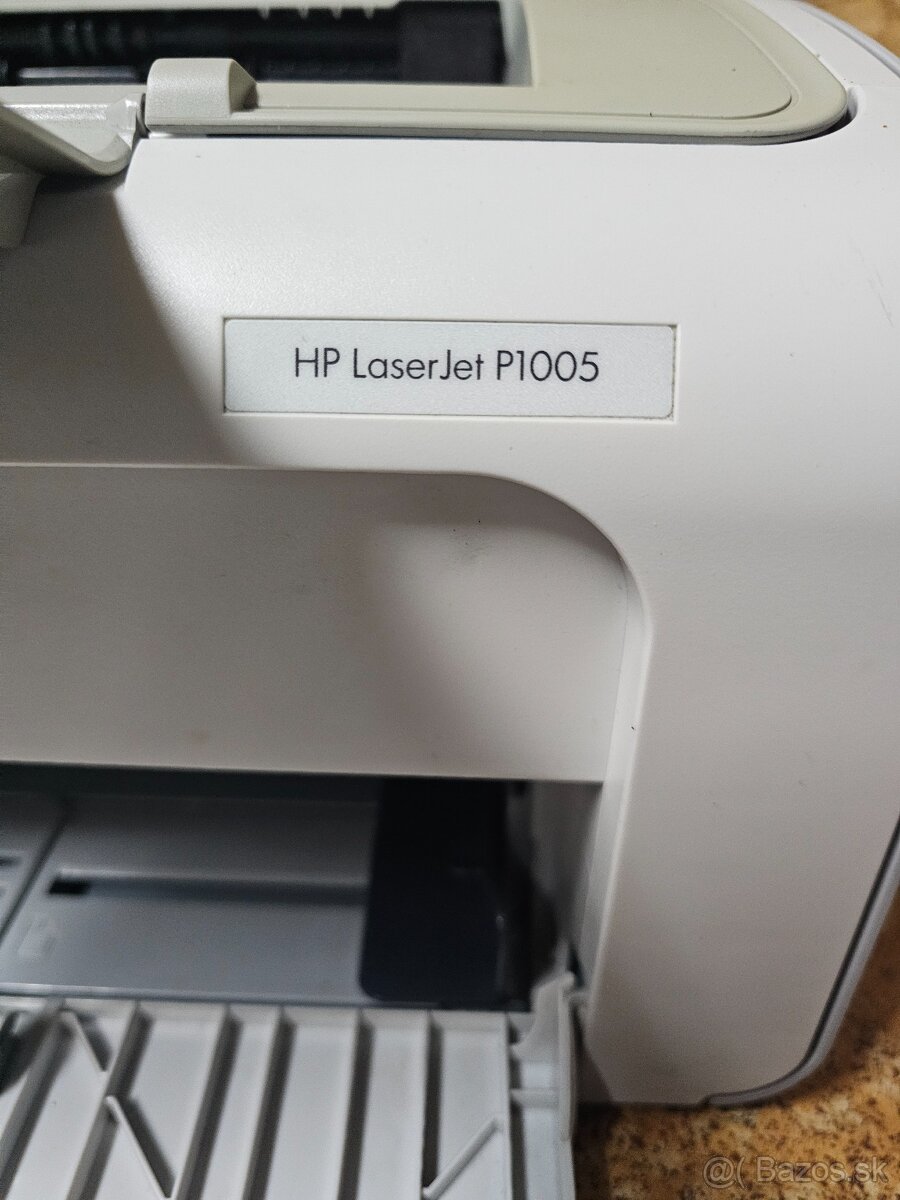 HP LaserJet P1005
@( Bazos.sk